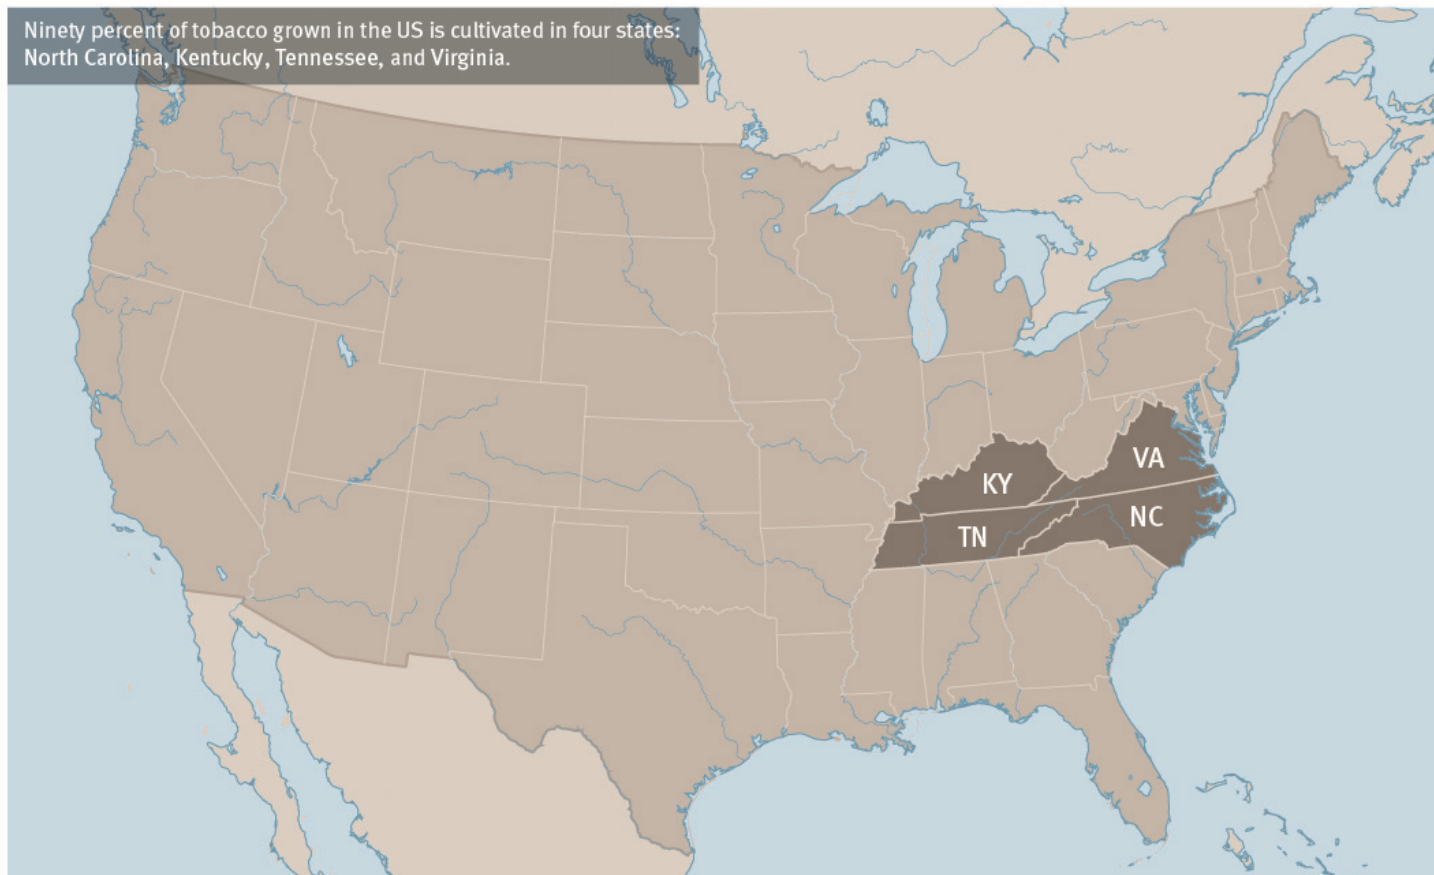 Ninety percent of tobacco grown in the US is cultivated in four states:
North Carolina, Kentucky, Tennessee, and Virginia.
VA
KY
NC
TN